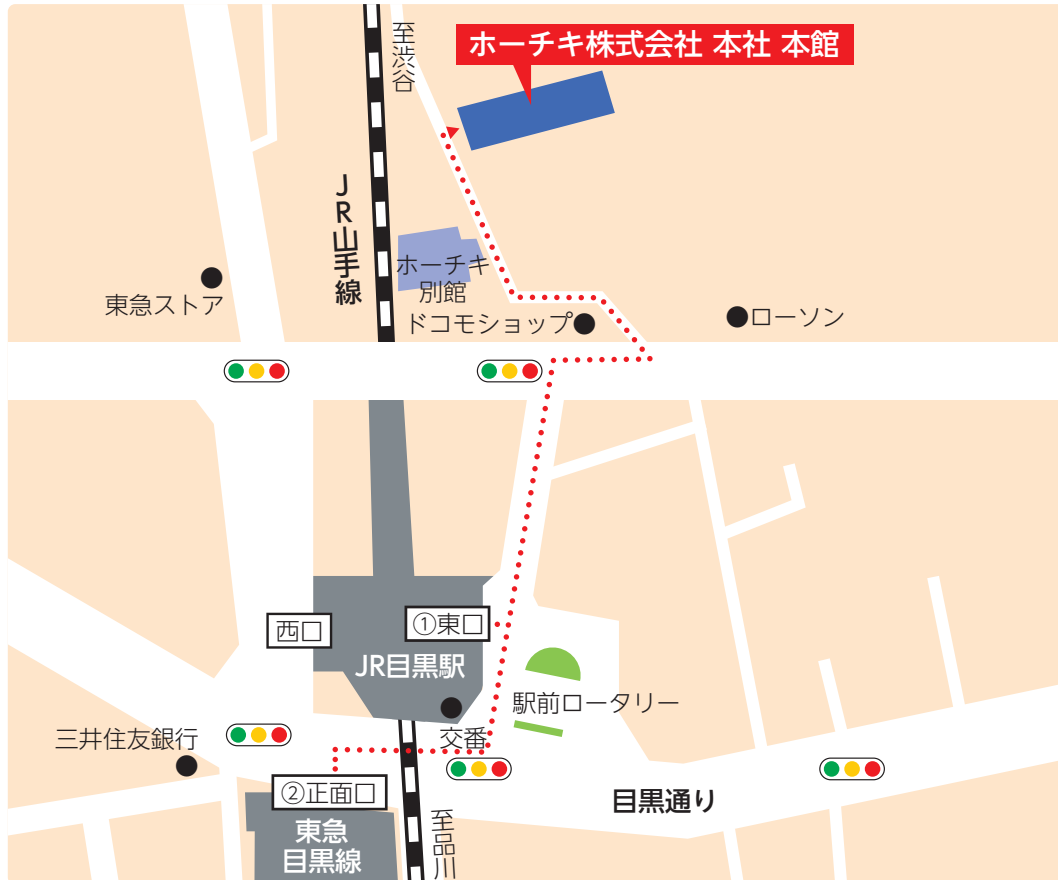 至渋谷
ホーチキ株式会社 本社 本館
JR山手線
ホーチキ
別館
東急ストア
ドコモショップ
ローソン
西口
①東口
JR目黒駅
駅前ロータリー
交番
三井住友銀行
②正面口
目黒通り
東急
目黒線
至品川